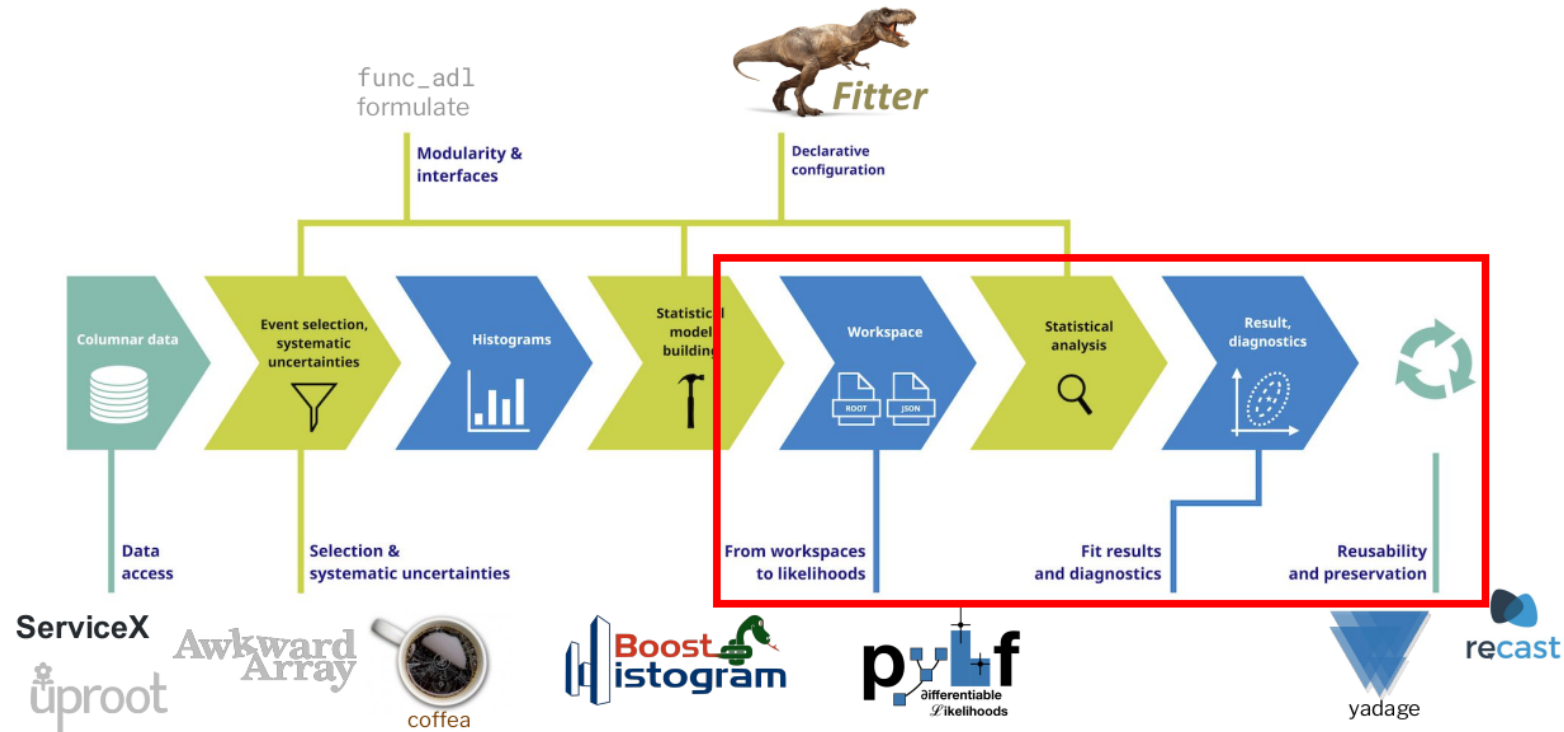 func_adl
formulate
Fitter
Modularity &
interfaces
Declarative
configuration
Columnar data
Event selection,
systematic
uncertainties
Histograms
Statistical
model
building
Workspace
ROOT
JSON
Statistical
analysis
Result,
diagnostics
Data
access
Selection &
systematic uncertainties
From workspaces
to likelihoods
Fit results
and diagnostics
Reusability
and preservation
ServiceX
uproot
Awkward
Array
coffea
Boost
Histogram
pyhf
∂ifferentiable
ℒikelihoods
yadage
recast